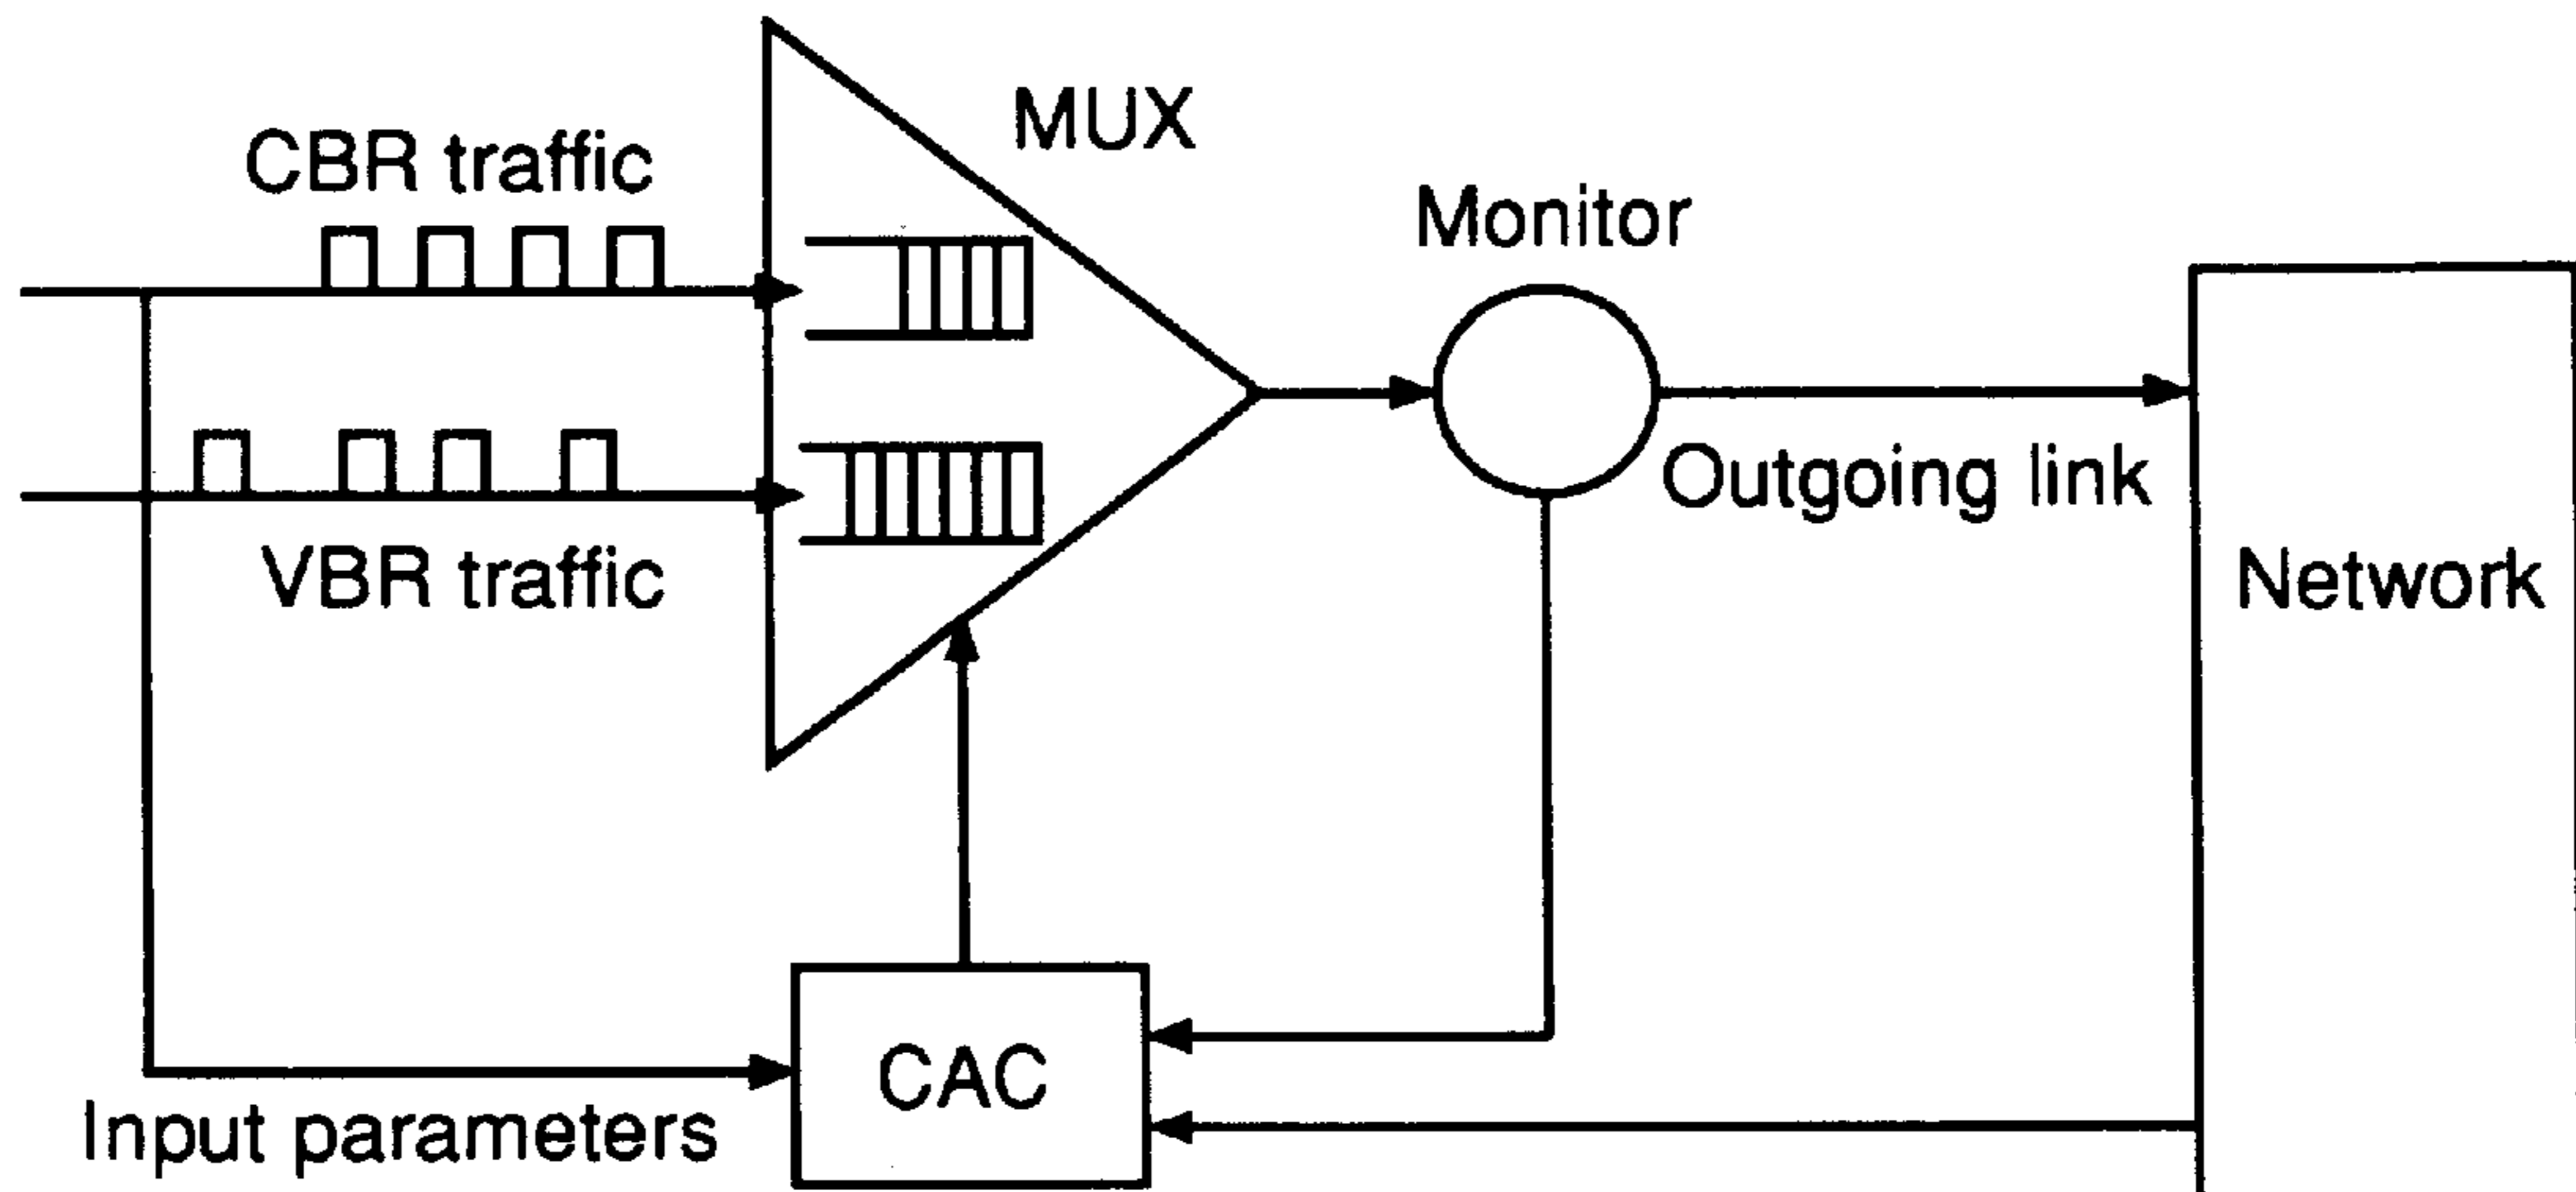 MUX
CBR traffic
Monitor
Outgoing link
VBR traffic
Network
CAC
Input parameters